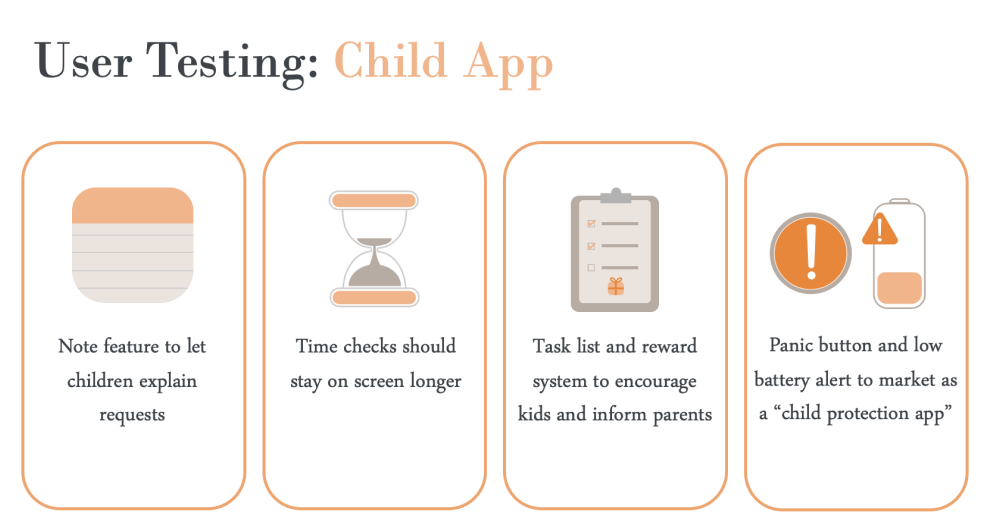 User Testing: Child App
Note feature to let
children explain
requests
Time checks should
stay on screen longer
Task list and reward
system to encourage
kids and inform parents
Panic button and low
battery alert to market as
a “child protection app”